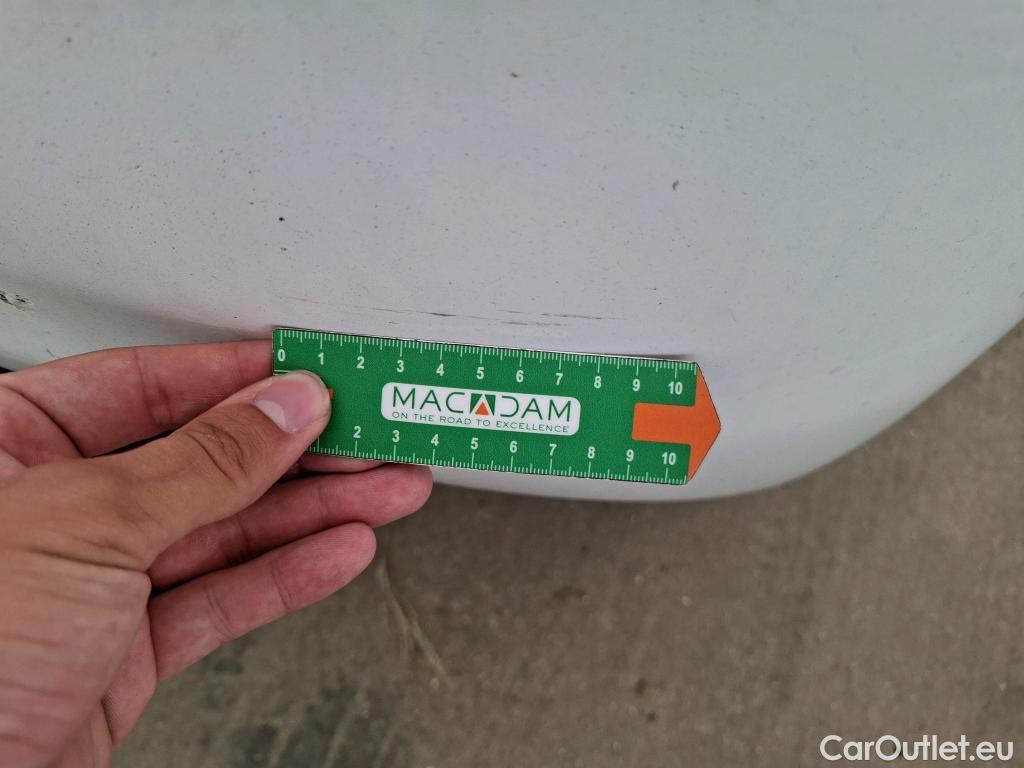 0 1 2 3 4 5 6 7 8 9 10
MACADAM
ON THE ROAD TO EXCELLENCE
2 3 4 5 6 7 8 9 10
CarOutlet.eu